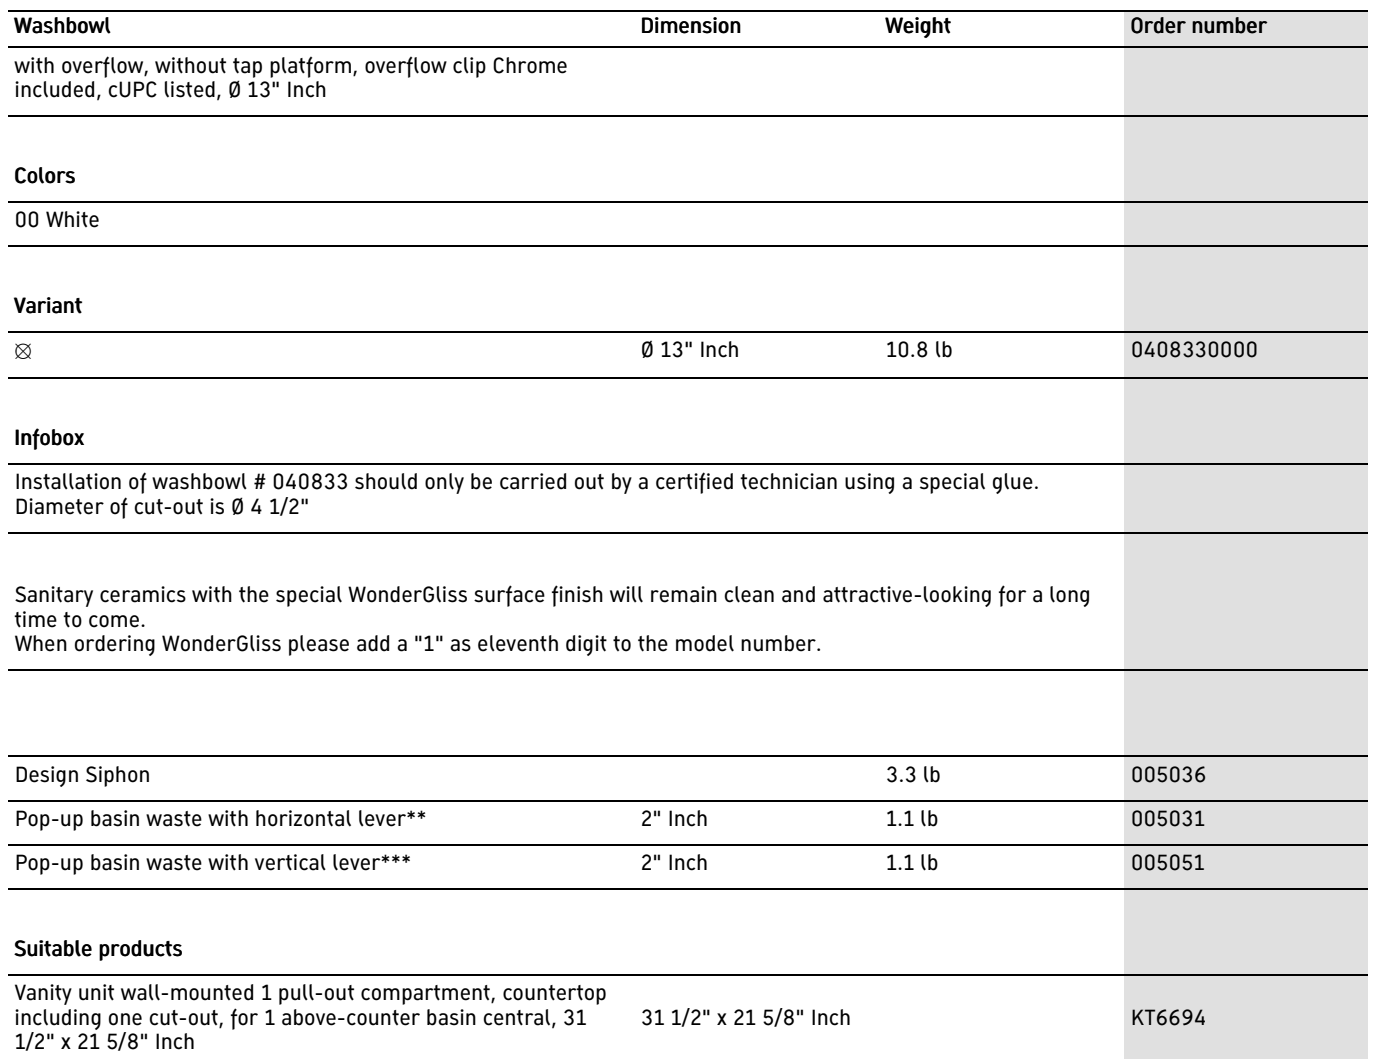 Washbowl Dimension Weight Order number
with overflow, without tap platform, overflow clip Chrome
included, cUPC listed, Ø 13" Inch
Colors
00 White
Variant
Ø 13" Inch 10.8 lb 0408330000
Infobox
Installation of washbowl # 040833 should only be carried out by a certified technician using a special glue.
Diameter of cut-out is Ø 4 1/2"
Sanitary ceramics with the special WonderGliss surface finish will remain clean and attractive-looking for a long
time to come.
When ordering WonderGliss please add a "1" as eleventh digit to the model number.
Design Siphon 3.3 lb 005036
Pop-up basin waste with horizontal lever** 2" Inch 1.1 lb 005031
Pop-up basin waste with vertical lever*** 2" Inch 1.1 lb 005051
Suitable products
Vanity unit wall-mounted 1 pull-out compartment, countertop
including one cut-out, for 1 above-counter basin central, 31 31 1/2" x 21 5/8" Inch KT6694
1/2" x 21 5/8" Inch